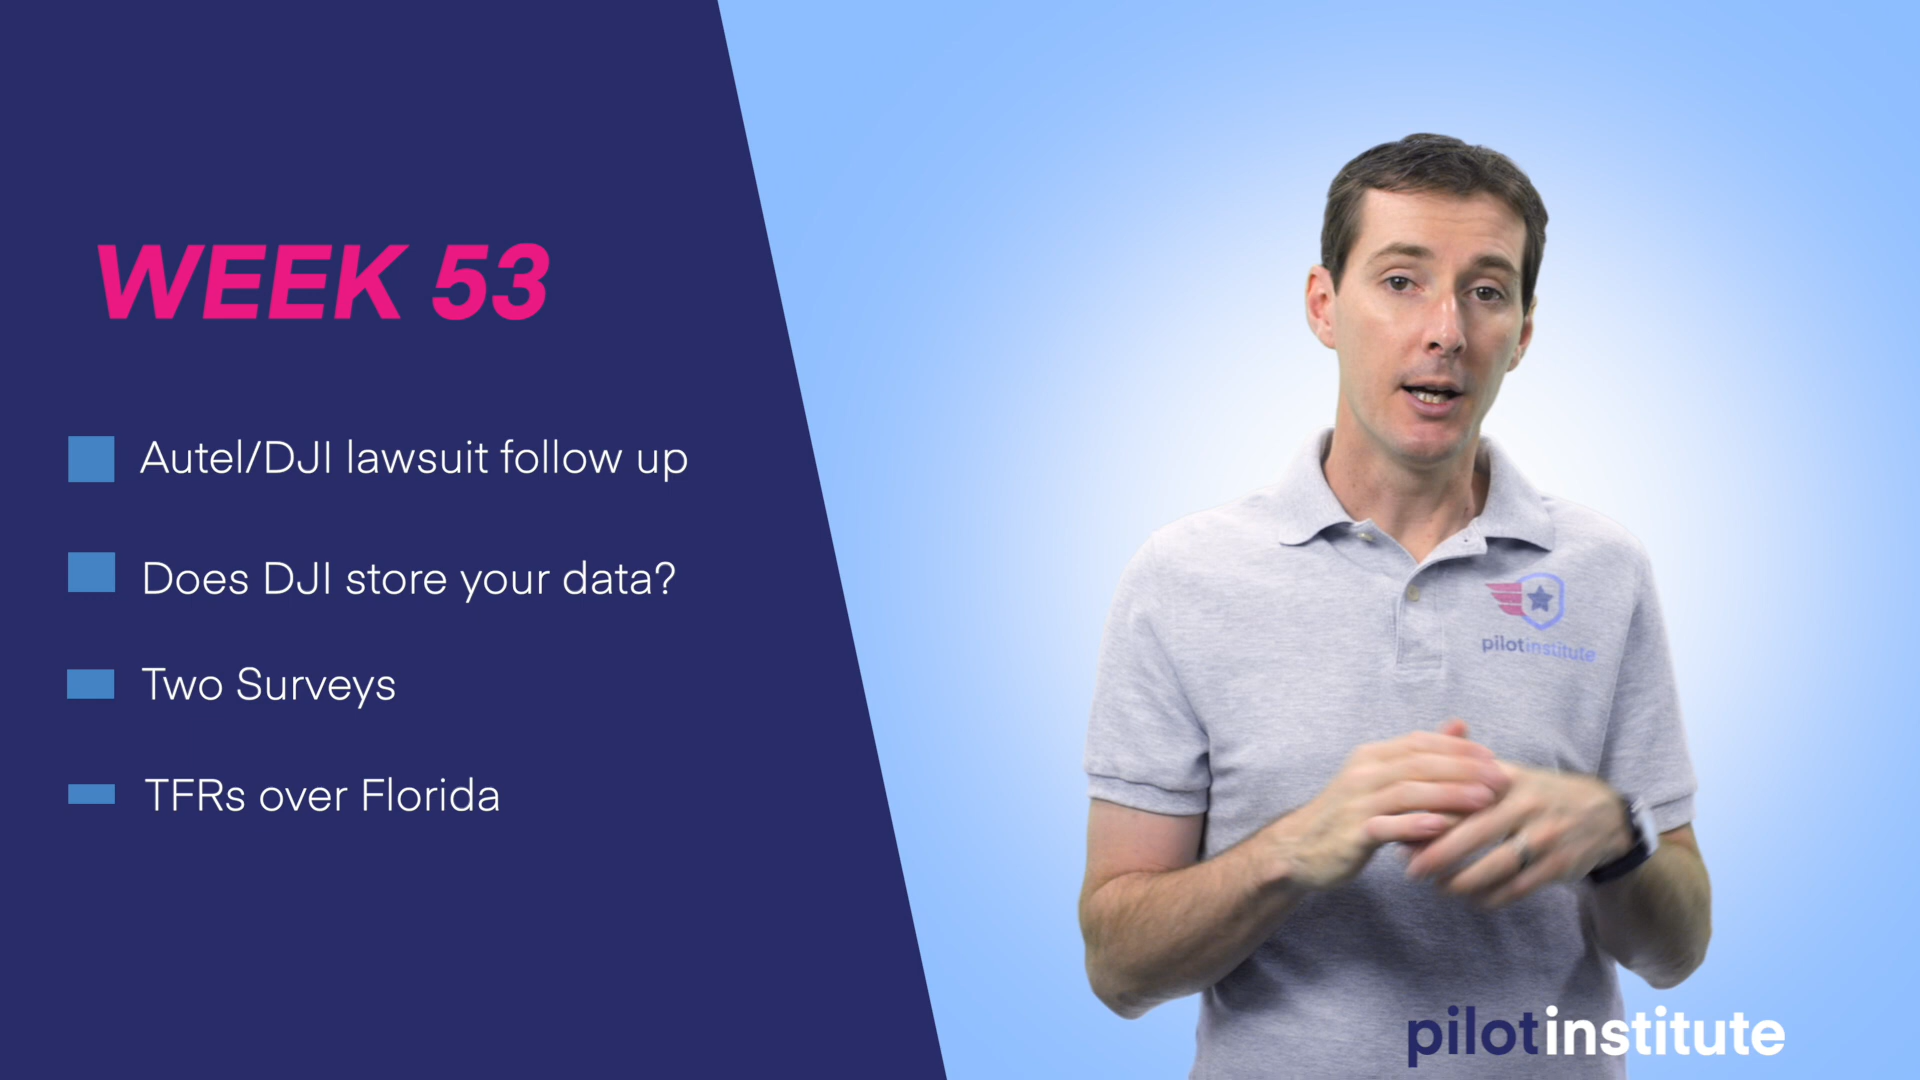 WEEK 53
Autel/DJI lawsuit follow up
Does DJI store your data?
Two Surveys
TFRs over Florida
pilotinstitute
pilotinstitute